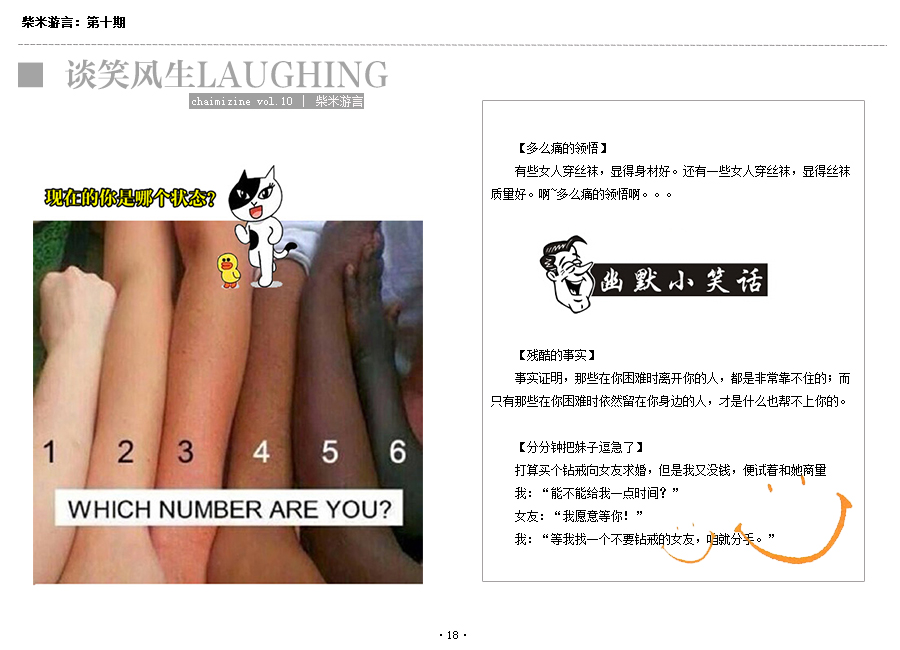 柴米游言：第十期
谈笑风生LAUGHING
chaimizine vol.10 | 柴米游言
现在的你是哪个状态？
1 2 3 4 5 6
WHICH NUMBER ARE YOU?
【多么痛的领悟】
有些女人穿丝袜，显得身材好。还有一些女人穿丝袜，显得丝袜
质量好。啊~多么痛的领悟啊。。。
幽默小笑话
【残酷的事实】
事实证明，那些在你困难时离开你的人，都是非常靠不住的；而
只有那些在你困难时依然留在你身边的人，才是什么也帮不上你的。
【分分钟把妹子逼急了】
打算买个钻戒向女友求婚，但是我又没钱，便试着和她商量
我：“能不能给我一点时间？”
女友：“我愿意等你！”
我：“等我找一个不要钻戒的女友，咱就分手。”
·18·